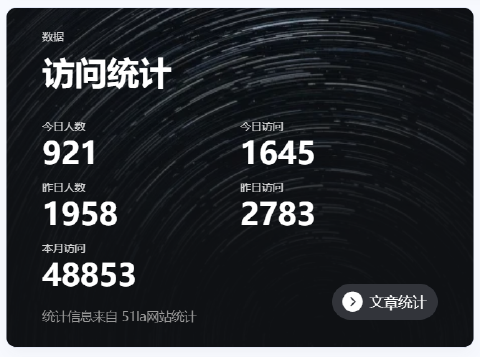 数据
访问统计
今日人数
今日访问
921
1645
昨日人数
昨日访问
1958
2783
本月访问
48853
文章统计
统计信息来自 51la网站统计